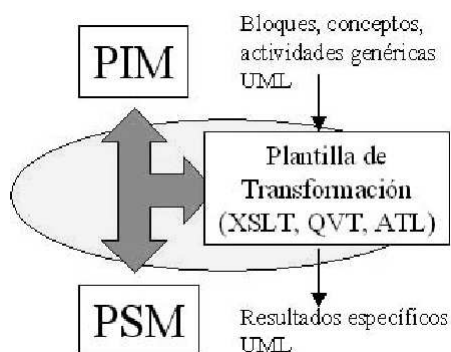 PIM
Bloques, conceptos,
actividades genéricas
UML
Plantilla de
Transformación
(XSLT, QVT, ATL)
PSM
Resultados específicos
UML